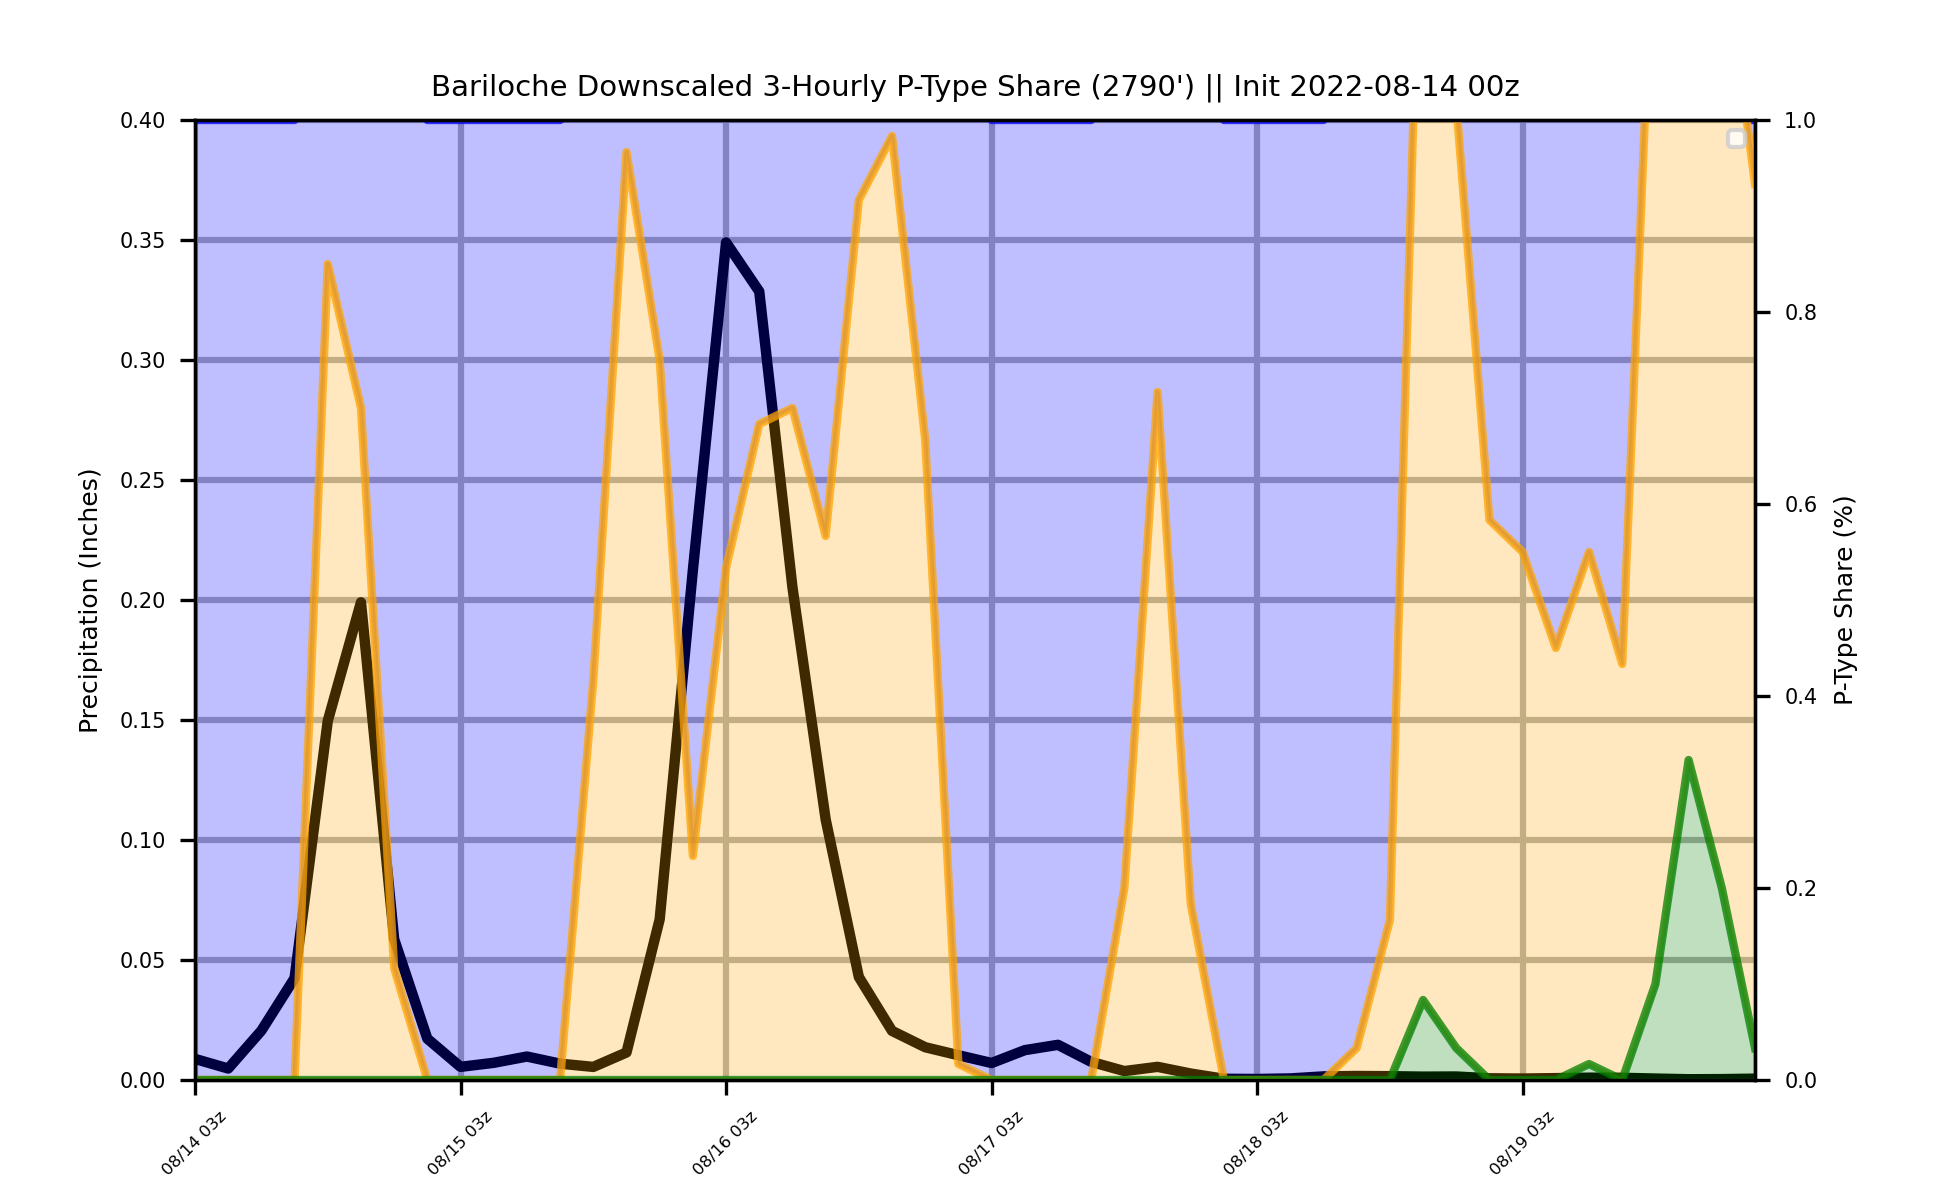 Bariloche Downscaled 3-Hourly P-Type Share (2790') || Init 2022-08-14 00z
0.40
0.35
0.30
0.25
0.20
0.15
0.10
0.05
0.00
Precipitation (Inches)
1.0
0.8
0.6
0.4
0.2
0.0
P-Type Share (%)
08/14 03z
08/15 03z
08/16 03z
08/17 03z
08/18 03z
08/19 03z